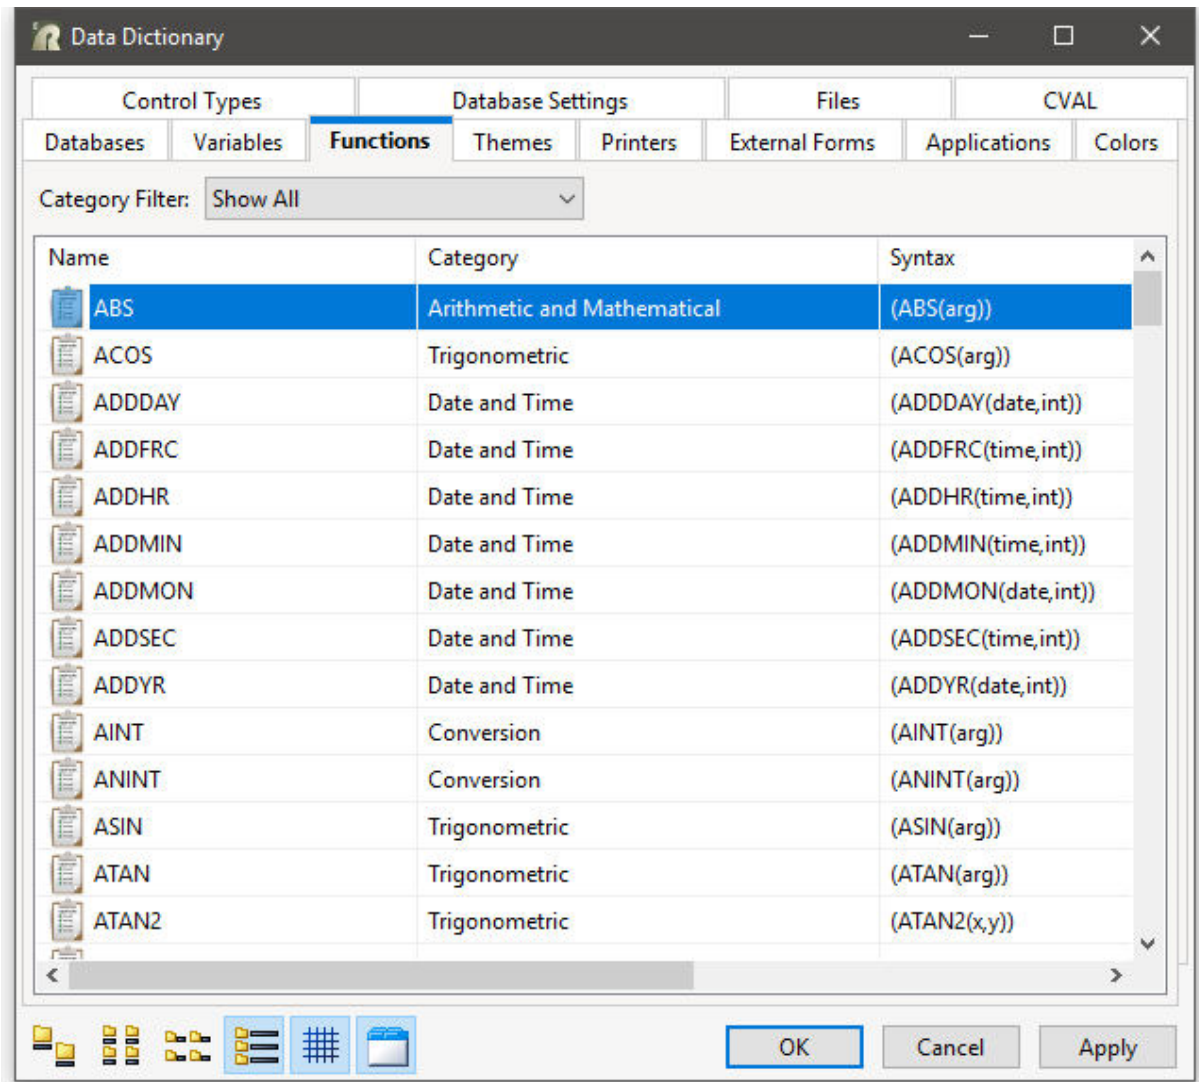 Data Dictionary
Control Types Database Settings Files CVAL
Databases Variables Functions Themes Printers External Forms Applications Colors
Category Filter: Show All
Name Category Syntax
ABS Arithmetic and Mathematical (ABS(arg))
ACOS Trigonometric (ACOS(arg))
ADDDAY Date and Time (ADDDAY(date,int))
ADDFRC Date and Time (ADDFRC(time,int))
ADDHR Date and Time (ADDHR(time,int))
ADDMIN Date and Time (ADDMIN(time,int))
ADDMON Date and Time (ADDMON(date,int))
ADDSEC Date and Time (ADDSEC(time,int))
ADDYR Date and Time (ADDYR(date,int))
AINT Conversion (AINT(arg))
ANINT Conversion (ANINT(arg))
ASIN Trigonometric (ASIN(arg))
ATAN Trigonometric (ATAN(arg))
ATAN2 Trigonometric (ATAN2(x,y))
OK Cancel Apply